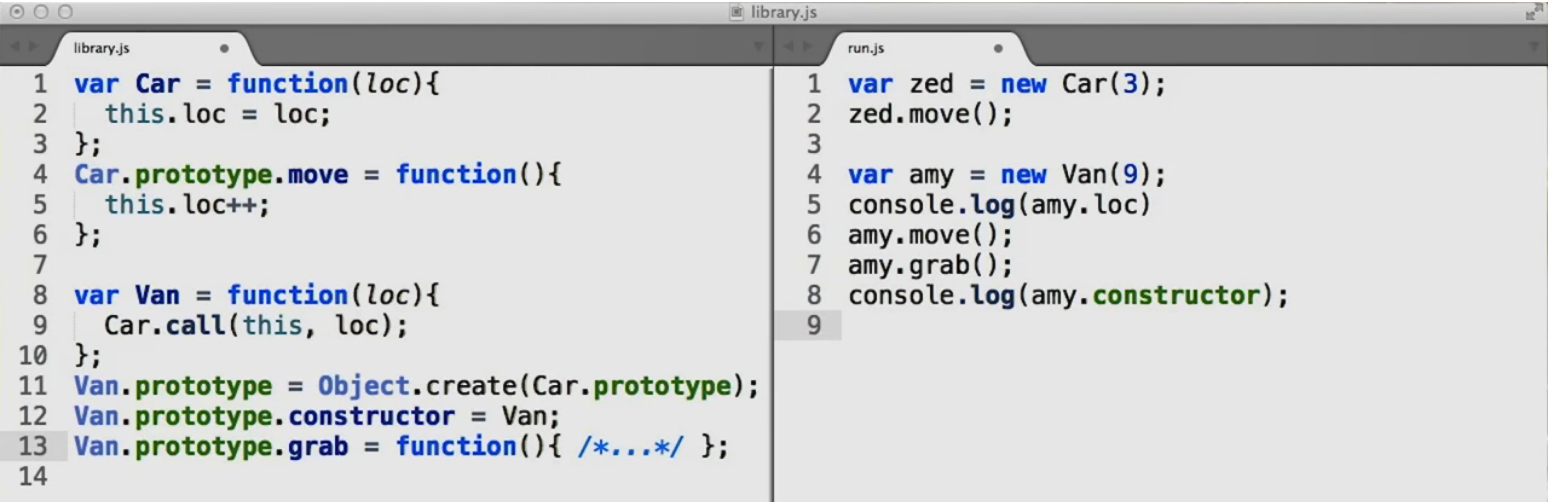 library.js
library.js
1 var Car = function(loc){
2   this.loc = loc;
3 };
4 Car.prototype.move = function(){
5   this.loc++;
6 };
7
8 var Van = function(loc){
9   Car.call(this, loc);
10 };
11 Van.prototype = Object.create(Car.prototype);
12 Van.prototype.constructor = Van;
13 Van.prototype.grab = function(){ /*...*/ };
14
run.js
1 var zed = new Car(3);
2 zed.move();
3
4 var amy = new Van(9);
5 console.log(amy.loc)
6 amy.move();
7 amy.grab();
8 console.log(amy.constructor);
9